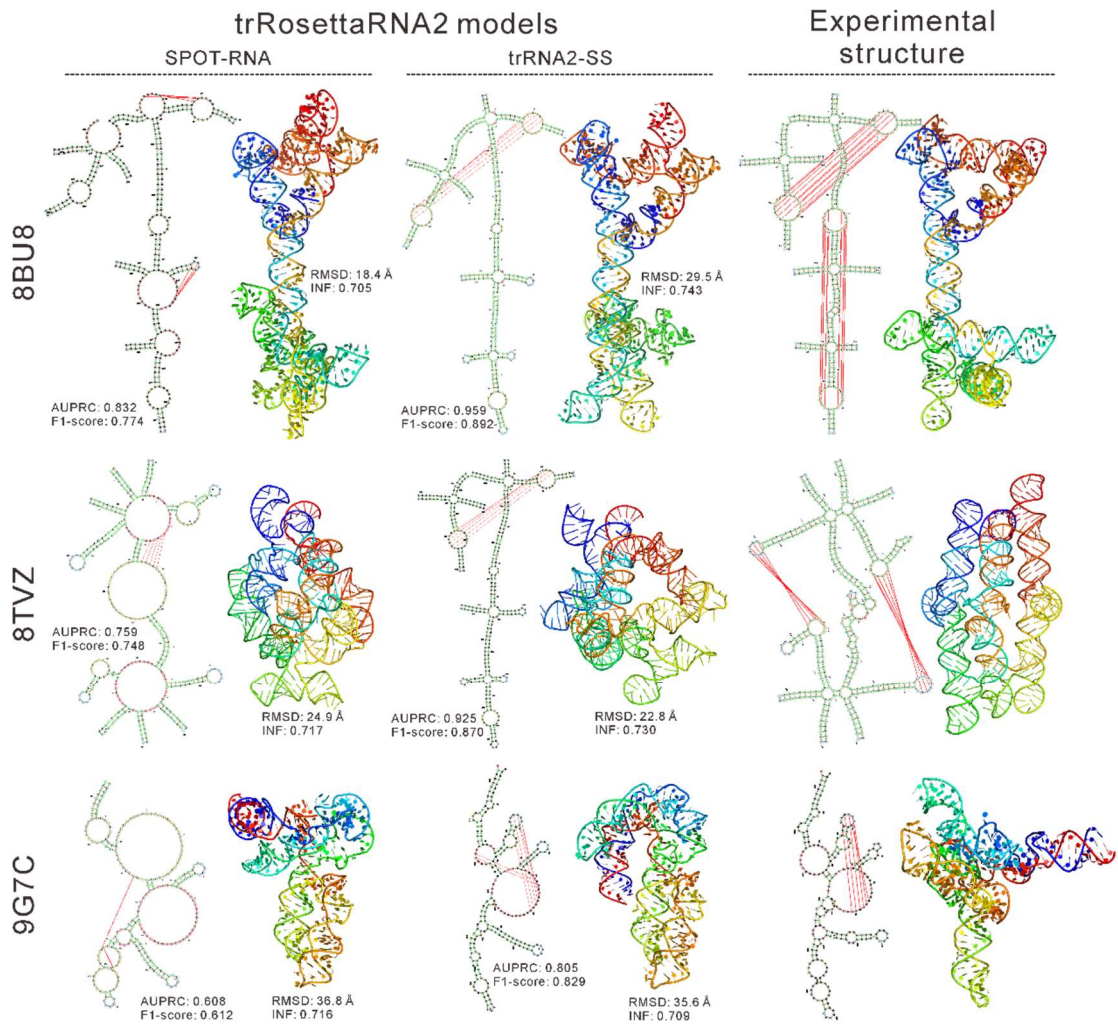 trRosettaRNA2 models
Experimental
structure
SPOT-RNA
trRNA2-SS
8BU8
RMSD: 18.4 Å
INF: 0.705
RMSD: 29.5 Å
INF: 0.743
AUPRC: 0.832
F1-score: 0.774
AUPRC: 0.959
F1-score: 0.892
8TVZ
AUPRC: 0.759
F1-score: 0.748
RMSD: 24.9 Å
INF: 0.717
AUPRC: 0.925
F1-score: 0.870
RMSD: 22.8 Å
INF: 0.730
9G7C
AUPRC: 0.608
F1-score: 0.612
RMSD: 36.8 Å
INF: 0.716
AUPRC: 0.805
F1-score: 0.829
RMSD: 35.6 Å
INF: 0.709